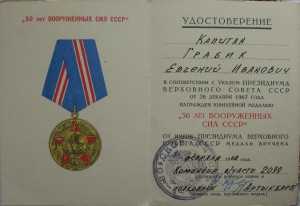 "50 ЛЕТ ВООРУЖЕННЫХ СИЛ СССР"
УДОСТОВЕРЕНИЕ
Капитан
Грабик
Евгений Иванович
В СООТВЕТСТВИИ С УКАЗОМ ПРЕЗИДИУМА
ВЕРХОВНОГО СОВЕТА СССР
ОТ 26 ДЕКАБРЯ 1967 ГОДА
НАГРАЖДЕН ЮБИЛЕЙНОЙ МЕДАЛЬЮ
"50 ЛЕТ ВООРУЖЕННЫХ
СИЛ СССР"
ОТ ИМЕНИ ПРЕЗИДИУМА ВЕРХОВНОГО
СОВЕТА СССР МЕДАЛЬ ВРУЧЕНА
февраля
Командир в/части 2099
полковник